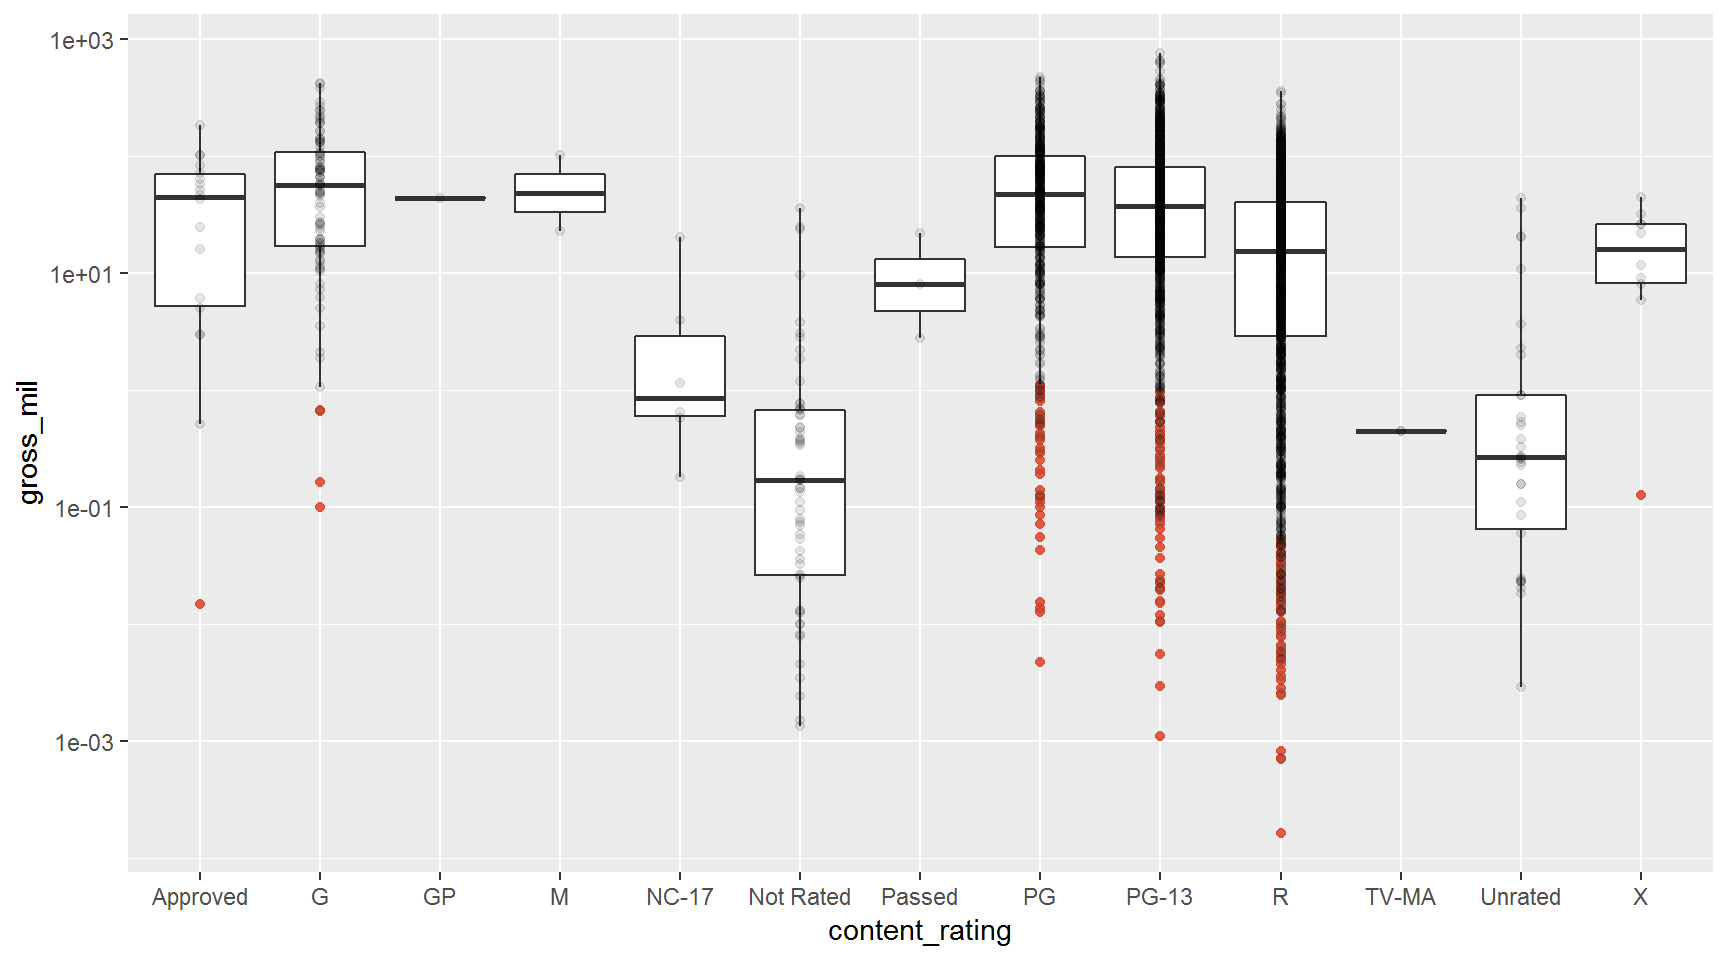 1e+03
1e+01
1e-01
1e-03
gross_mil
Approved G GP M NC-17 Not Rated Passed PG PG-13 R TV-MA Unrated X
content_rating